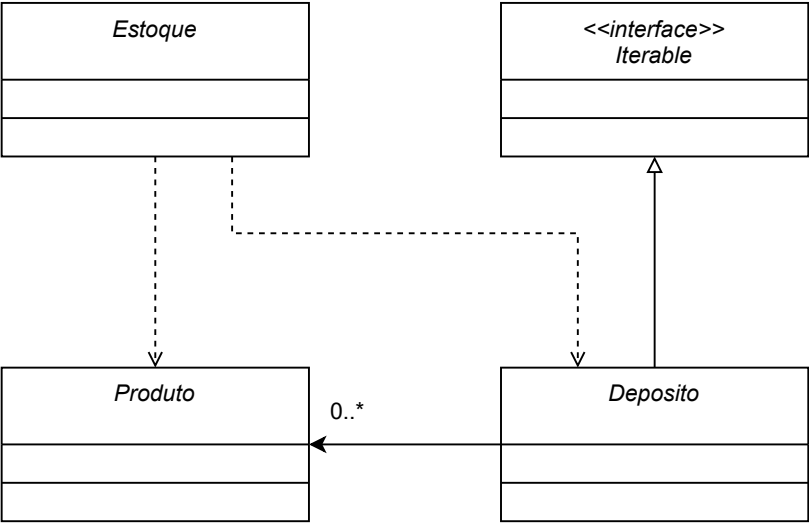 Estoque
<<interface>>
Iterable
Produto
0..*
Deposito